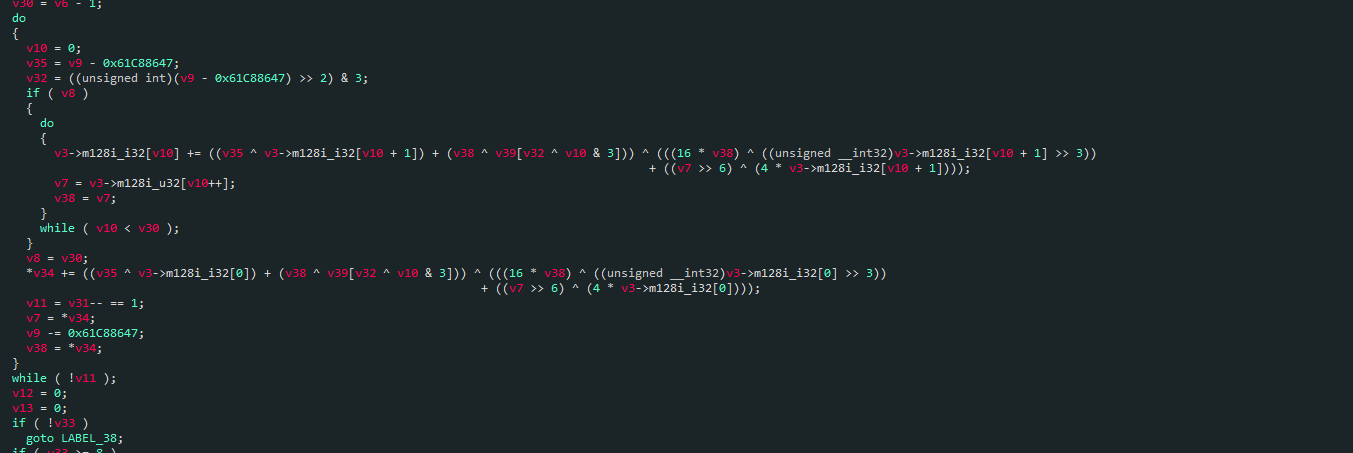 v30 = v6 - 1;
do
{
v10 = 0;
v35 = v9 - 0x61C88647;
v32 = ((unsigned int)(v9 - 0x61C88647) >> 2) & 3;
if ( v8 )
{
do
{
v3->m128i_i32[v10] += ((v35 ^ v3->m128i_i32[v10 + 1]) + (v38 ^ v39[v32 ^ v10 & 3])) ^ (((16 * v38) ^ ((unsigned __int32)v3->m128i_i32[v10 + 1] >> 3))
+ ((v7 >> 6) ^ (4 * v3->m128i_i32[v10 + 1])));
v7 = v3->m128i_u32[v10++];
v38 = v7;
}
while ( v10 < v30 );
}
v8 = v30;
*v34 += ((v35 ^ v3->m128i_i32[0]) + (v38 ^ v39[v32 ^ v10 & 3])) ^ (((16 * v38) ^ ((unsigned __int32)v3->m128i_i32[0] >> 3))
+ ((v7 >> 6) ^ (4 * v3->m128i_i32[0])));
v11 = v31-- == 1;
v7 = *v34;
v9 -= 0x61C88647;
v38 = *v34;
}
while ( !v11 );
v12 = 0;
v13 = 0;
if ( !v33 )
goto LABEL_38;
if ( v33 >= 8 )